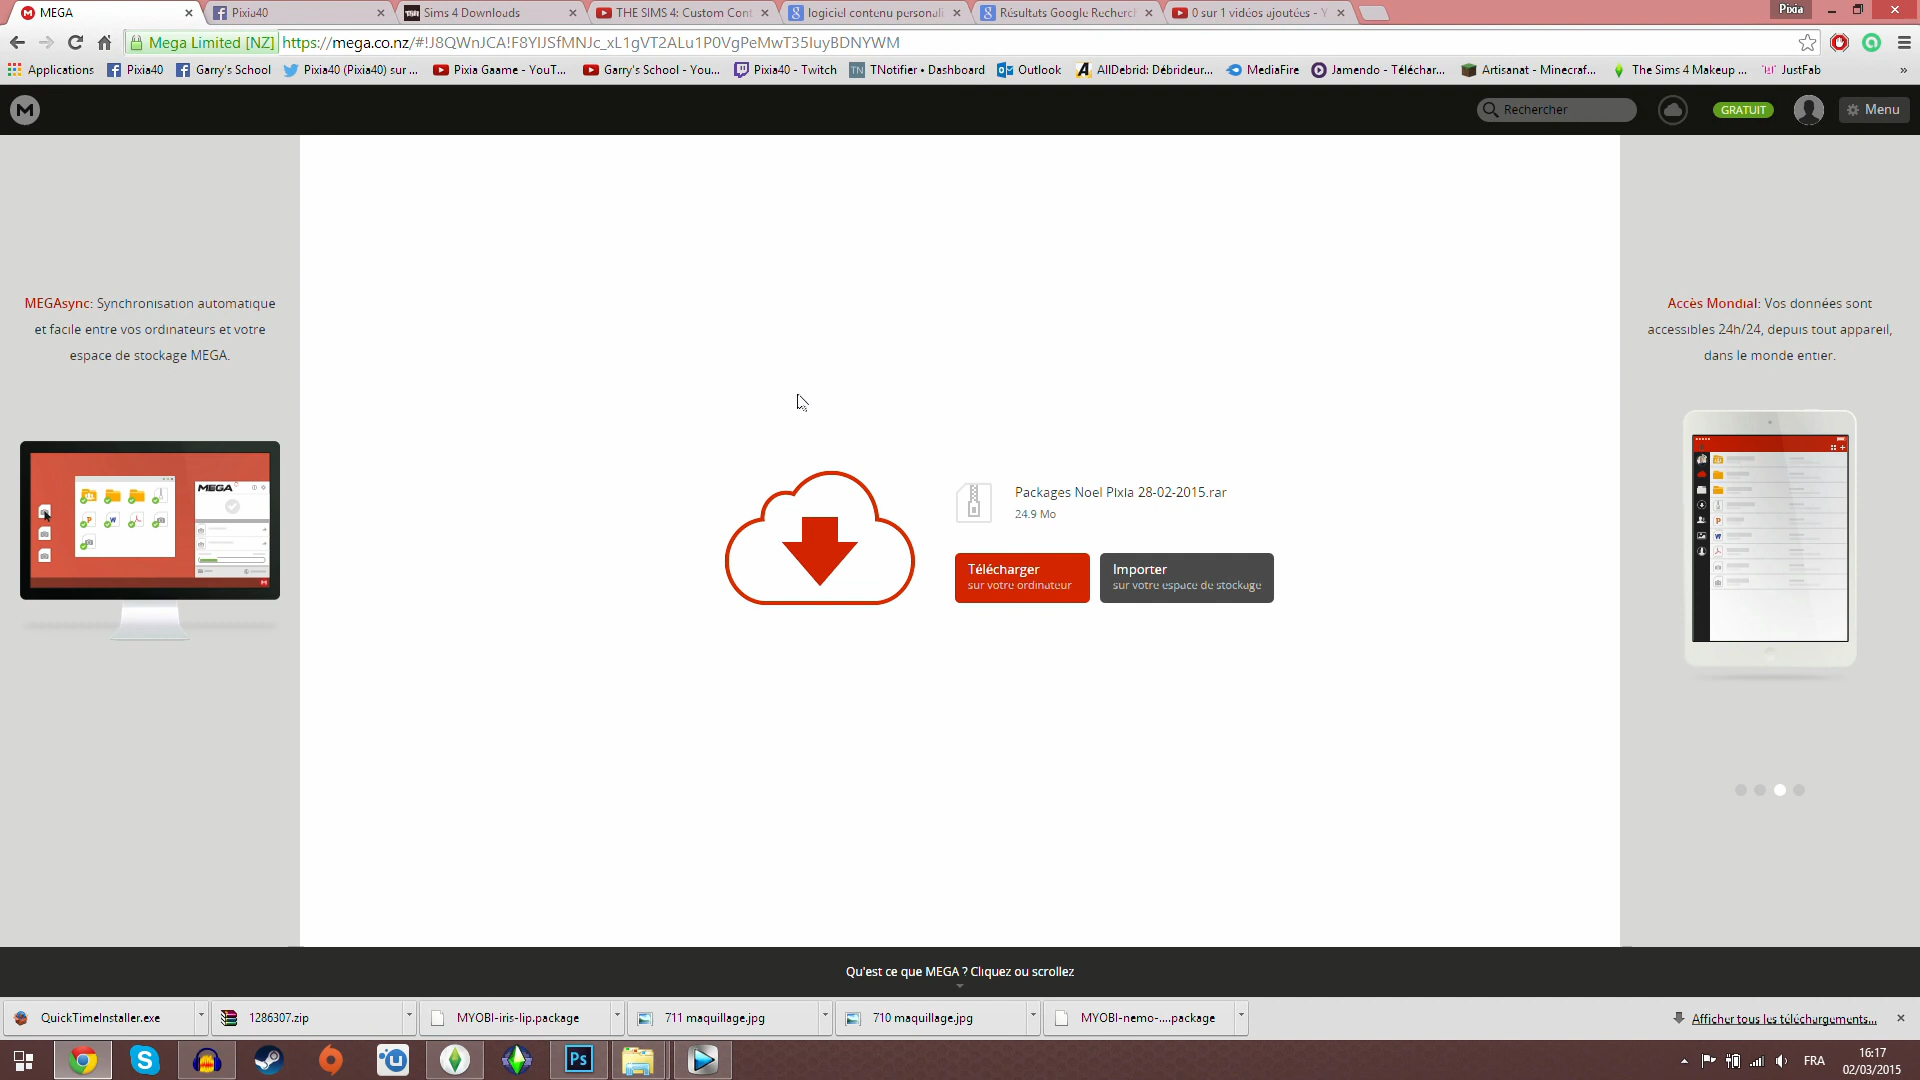 MEGA
Pixia40
Sims 4 Downloads
THE SIMS 4: Custom Cont
logiciel contenu personali
Résultats Google Recherc
0 sur 1 vidéos ajoutées - Y
Pixia
Mega Limited [NZ]
https://mega.co.nz/#!J8QWnJCA!F8YIJSfMNJc_xL1gVT2ALu1P0VgPeMwT35IuyBDNYWM
Applications
Pixia40
Garry's School
Pixia40 (Pixia40) sur ...
Pixia Gaame - YouT...
Garry's School - You...
Pixia40 - Twitch
TN
TNotifier • Dashboard
Outlook
AllDebrid: Débrideur...
MediaFire
Jamendo - Téléchar...
Artisanat - Minecraf...
The Sims 4 Makeup ...
JustFab
»
M
Rechercher
GRATUIT
Menu
MEGAsync: Synchronisation automatique
et facile entre vos ordinateurs et votre
espace de stockage MEGA.
MEGA
Packages Noel Pixia 28-02-2015.rar
24.9 Mo
Télécharger
sur votre ordinateur
Importer
sur votre espace de stockage
Accès Mondial: Vos données sont
accessibles 24h/24, depuis tout appareil,
dans le monde entier.
Qu'est ce que MEGA ? Cliquez ou scrollez
QuickTimeInstaller.exe
1286307.zip
MYOBI-iris-lip.package
711 maquillage.jpg
710 maquillage.jpg
MYOBI-nemo-....package
Afficher tous les téléchargements...
Ps
FRA
16:17
02/03/2015